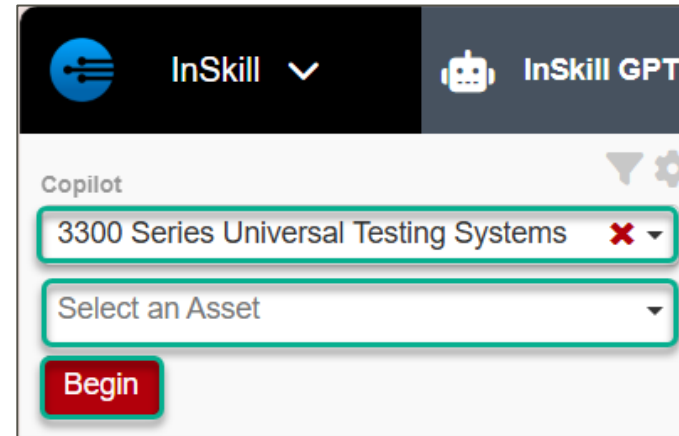 InSkill
InSkill GPT
Copilot
3300 Series Universal Testing Systems
Select an Asset
Begin